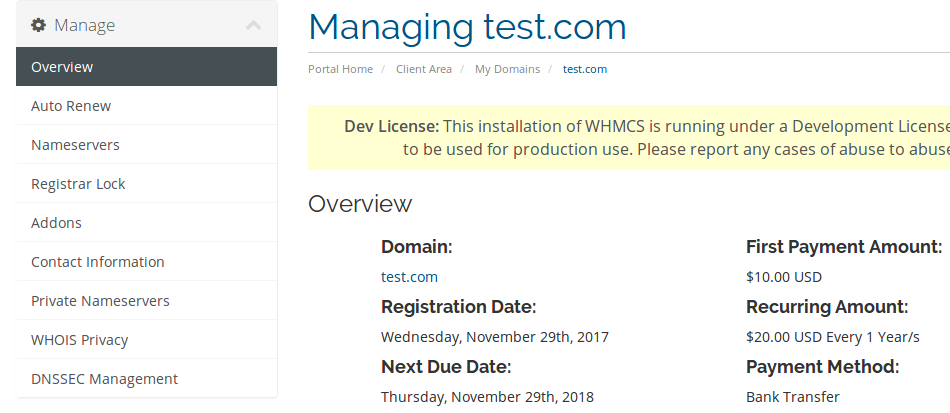 Manage
Overview
Auto Renew
Nameservers
Registrar Lock
Addons
Contact Information
Private Nameservers
WHOIS Privacy
DNSSEC Management
Managing test.com
Portal Home / Client Area / My Domains / test.com
Dev License: This installation of WHMCS is running under a Development License
to be used for production use. Please report any cases of abuse to abuse
Overview
Domain:
test.com
Registration Date:
Wednesday, November 29th, 2017
Next Due Date:
Thursday, November 29th, 2018
First Payment Amount:
$10.00 USD
Recurring Amount:
$20.00 USD Every 1 Year/s
Payment Method:
Bank Transfer